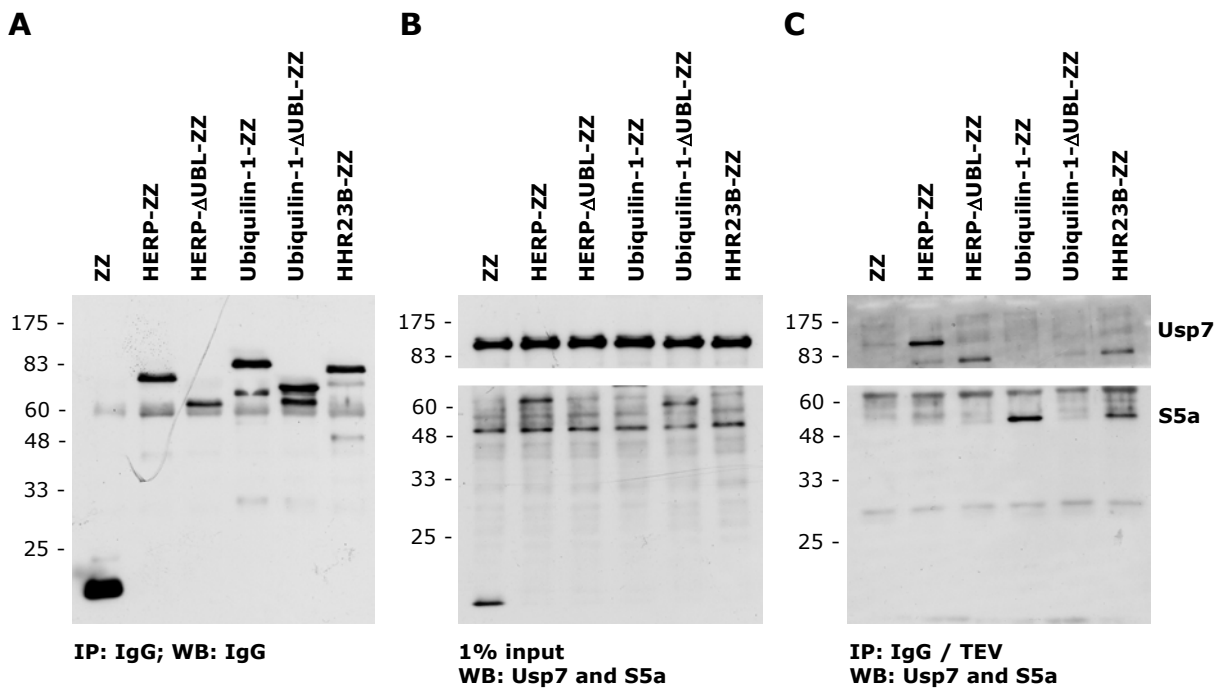 A
B
C
ZZ
HERP-ZZ
HERP-ΔUBL-ZZ
Ubiquilin-1-ZZ
Ubiquilin-1-ΔUBL-ZZ
HHR23B-ZZ
ZZ
HERP-ZZ
HERP-ΔUBL-ZZ
Ubiquilin-1-ZZ
Ubiquilin-1-ΔUBL-ZZ
HHR23B-ZZ
ZZ
HERP-ZZ
HERP-ΔUBL-ZZ
Ubiquilin-1-ZZ
Ubiquilin-1-ΔUBL-ZZ
HHR23B-ZZ
175 -
83 -
60 -
48 -
33 -
25 -
IP: IgG; WB: IgG
175 -
83 -
60 -
48 -
33 -
25 -
1% input
WB: Usp7 and S5a
175 -
83 -
60 -
48 -
33 -
25 -
Usp7
S5a
IP: IgG / TEV
WB: Usp7 and S5a